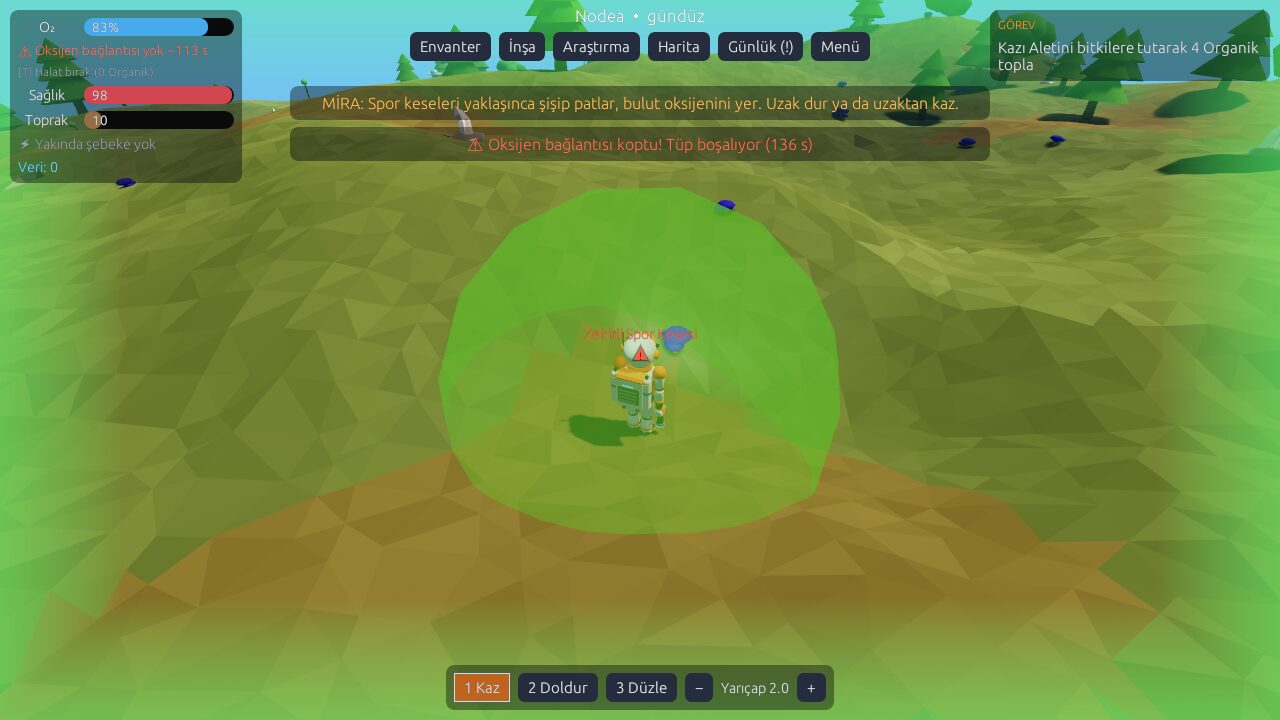 Nodea • gündüz
O₂ 83%
⚠ Oksijen bağlantısı yok ~113 s
[T] Halat bırak (0 Organik)
Sağlık 98
Toprak 10
⚡ Yakında şebeke yok
Veri: 0
Envanter İnşa Araştırma Harita Günlük (!) Menü
GÖREV
Kazı Aletini bitkilere tutarak 4 Organik
topla
MİRA: Spor keseleri yaklaşınca şişip patlar, bulut oksijenini yer. Uzak dur ya da uzaktan kaz.
⚠ Oksijen bağlantısı koptu! Tüp boşalıyor (136 s)
Zehirli Spor
1 Kaz 2 Doldur 3 Düzle − Yarıçap 2.0 +